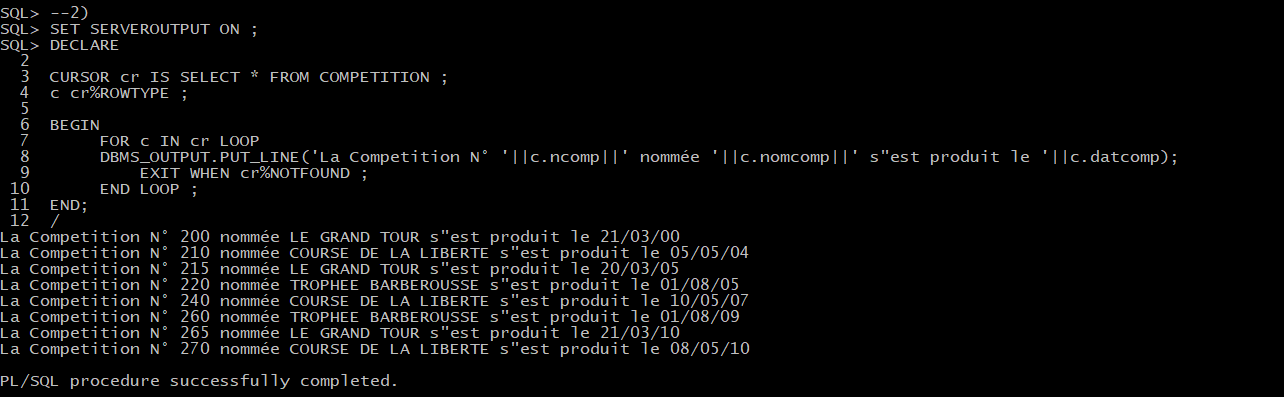 SQL> --2)
SQL> SET SERVEROUTPUT ON ;
SQL> DECLARE
  2
  3  CURSOR cr IS SELECT * FROM COMPETITION ;
  4  c cr%ROWTYPE ;
  5
  6  BEGIN
  7       FOR c IN cr LOOP
  8       DBMS_OUTPUT.PUT_LINE('La Competition N° '||c.ncomp||' nommée '||c.nomcomp||' s"est produit le '||c.datcomp);
  9           EXIT WHEN cr%NOTFOUND ;
 10       END LOOP ;
 11  END;
 12  /
La Competition N° 200 nommée LE GRAND TOUR s"est produit le 21/03/00
La Competition N° 210 nommée COURSE DE LA LIBERTE s"est produit le 05/05/04
La Competition N° 215 nommée LE GRAND TOUR s"est produit le 20/03/05
La Competition N° 220 nommée TROPHEE BARBEROUSSE s"est produit le 01/08/05
La Competition N° 240 nommée COURSE DE LA LIBERTE s"est produit le 10/05/07
La Competition N° 260 nommée TROPHEE BARBEROUSSE s"est produit le 01/08/09
La Competition N° 265 nommée LE GRAND TOUR s"est produit le 21/03/10
La Competition N° 270 nommée COURSE DE LA LIBERTE s"est produit le 08/05/10
PL/SQL procedure successfully completed.